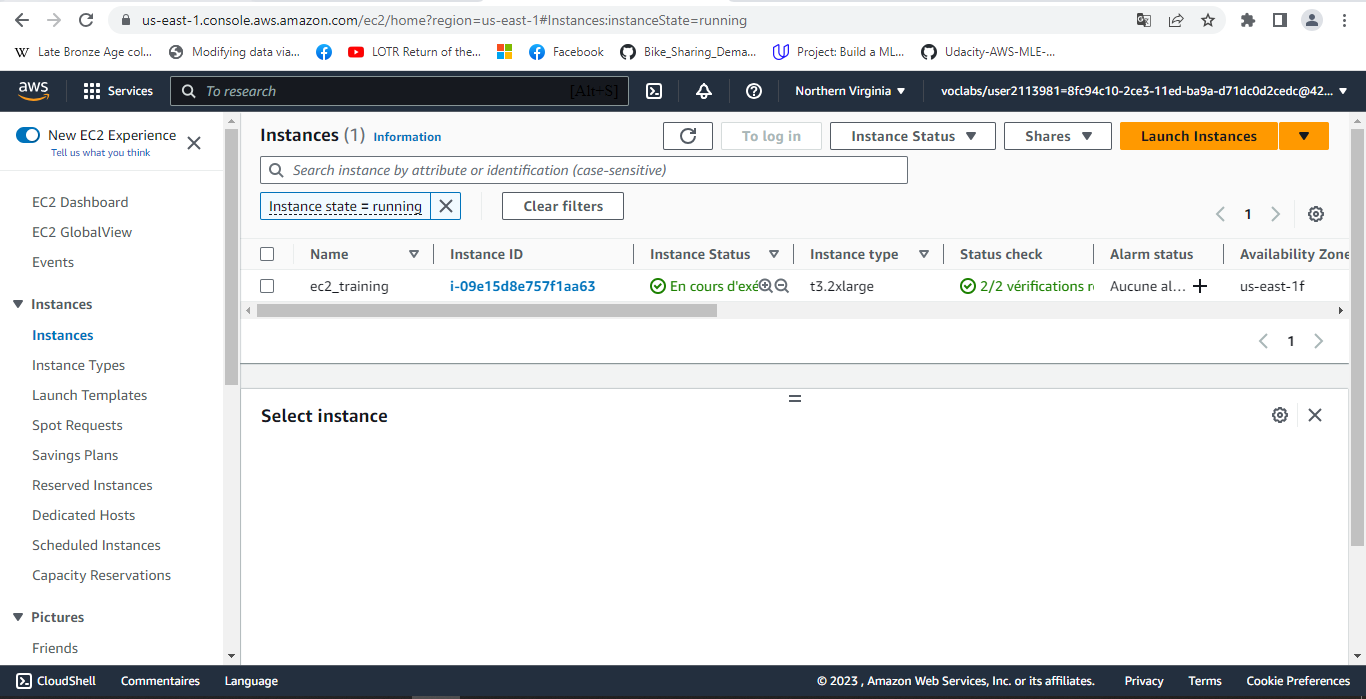 us-east-1.console.aws.amazon.com/ec2/home?region=us-east-1#Instances:instanceState=running
Late Bronze Age col... Modifying data via... LOTR Return of the... Facebook Bike_Sharing_Dema... Project: Build a ML... Udacity-AWS-MLE-...
aws Services To research [Alt+S] Northern Virginia voclabs/user2113981=8fc94c10-2ce3-11ed-ba9a-d71dc0d2cedc@42...
New EC2 Experience
Tell us what you think
EC2 Dashboard
EC2 GlobalView
Events
Instances
Instances
Instance Types
Launch Templates
Spot Requests
Savings Plans
Reserved Instances
Dedicated Hosts
Scheduled Instances
Capacity Reservations
Pictures
Friends
Instances (1) Information To log in Instance Status Shares Launch Instances
Search instance by attribute or identification (case-sensitive)
Instance state = running Clear filters
1
Name Instance ID Instance Status Instance type Status check Alarm status Availability Zone
ec2_training i-09e15d8e757f1aa63 En cours d'exé t3.2xlarge 2/2 vérifications r Aucune al... us-east-1f
1
Select instance
CloudShell Commentaires Language © 2023 , Amazon Web Services, Inc. or its affiliates. Privacy Terms Cookie Preferences